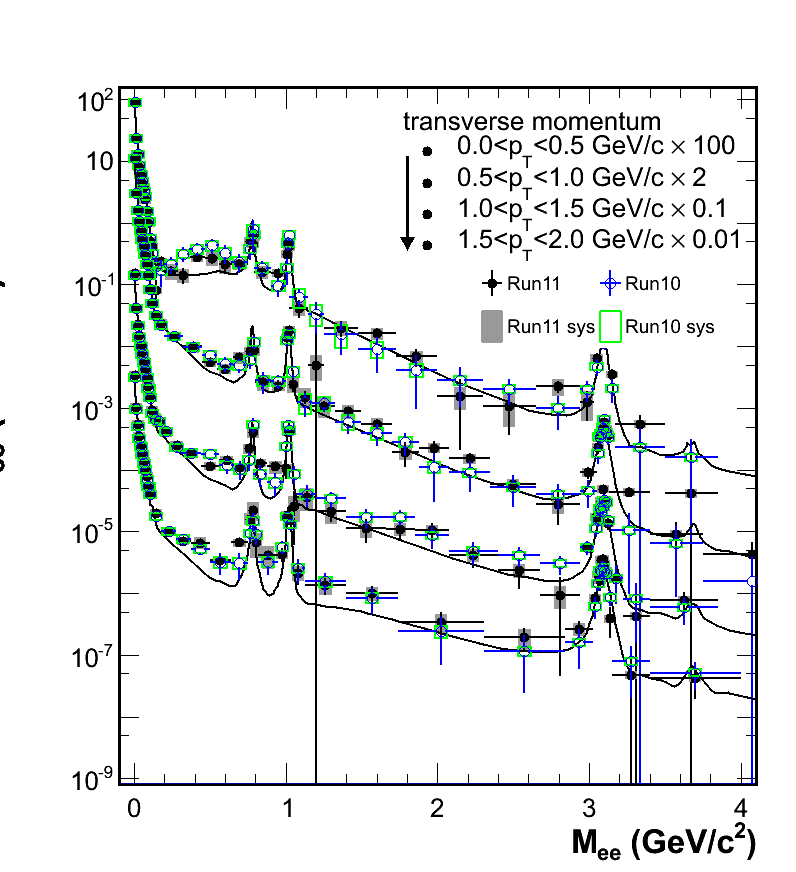 transverse momentum
0.0<p_T<0.5 GeV/c × 100
0.5<p_T<1.0 GeV/c × 2
1.0<p_T<1.5 GeV/c × 0.1
1.5<p_T<2.0 GeV/c × 0.01
Run11 Run10
Run11 sys Run10 sys
10²
10
10⁻¹
10⁻³
10⁻⁵
10⁻⁷
10⁻⁹
0 1 2 3 4
M_ee (GeV/c²)